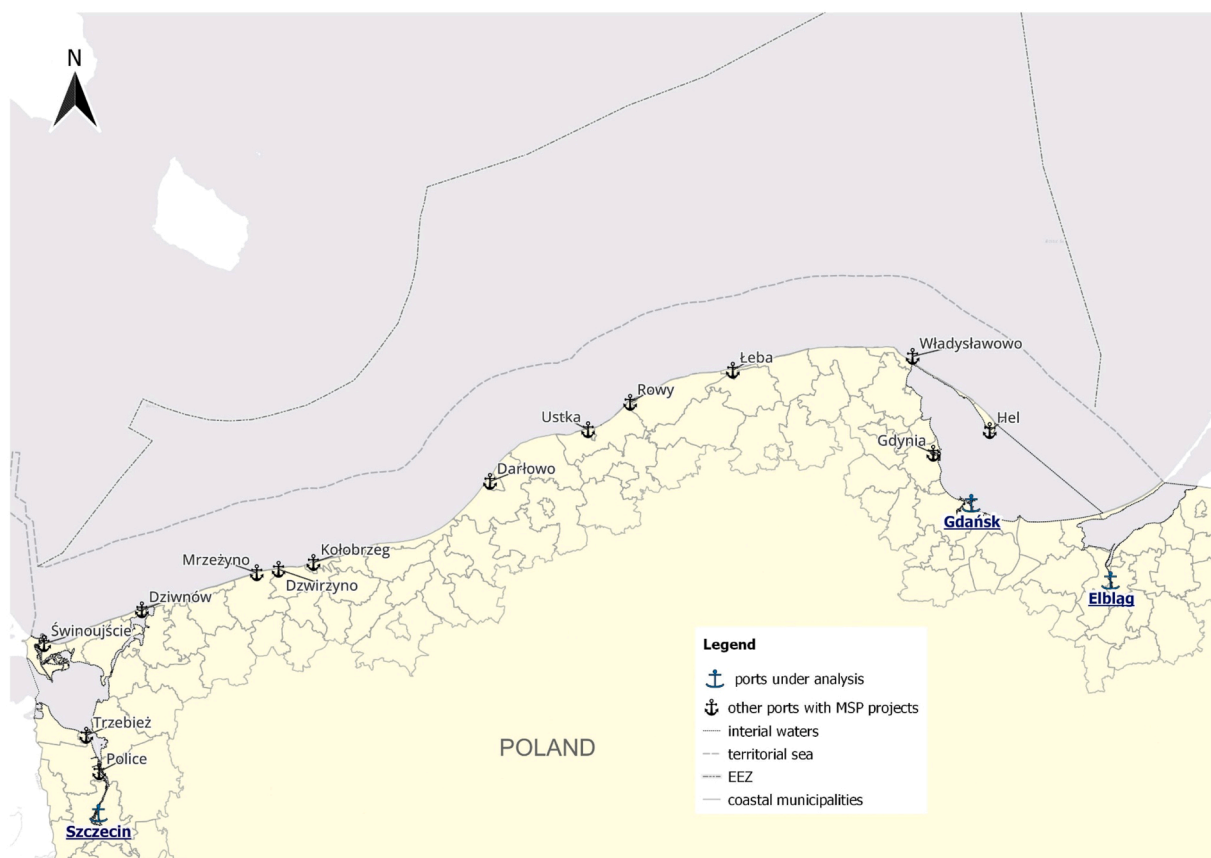 N
Władysławowo
Łeba
Rowy
Hel
Ustka
Gdynia
Darłowo
Gdańsk
Kołobrzeg
Mrzeżyno
Dzwirzyno
Elbląg
Dziwnów
Świnoujście
Trzebież
POLAND
Police
Szczecin
Legend
ports under analysis
other ports with MSP projects
interial waters
territorial sea
EEZ
coastal municipalities